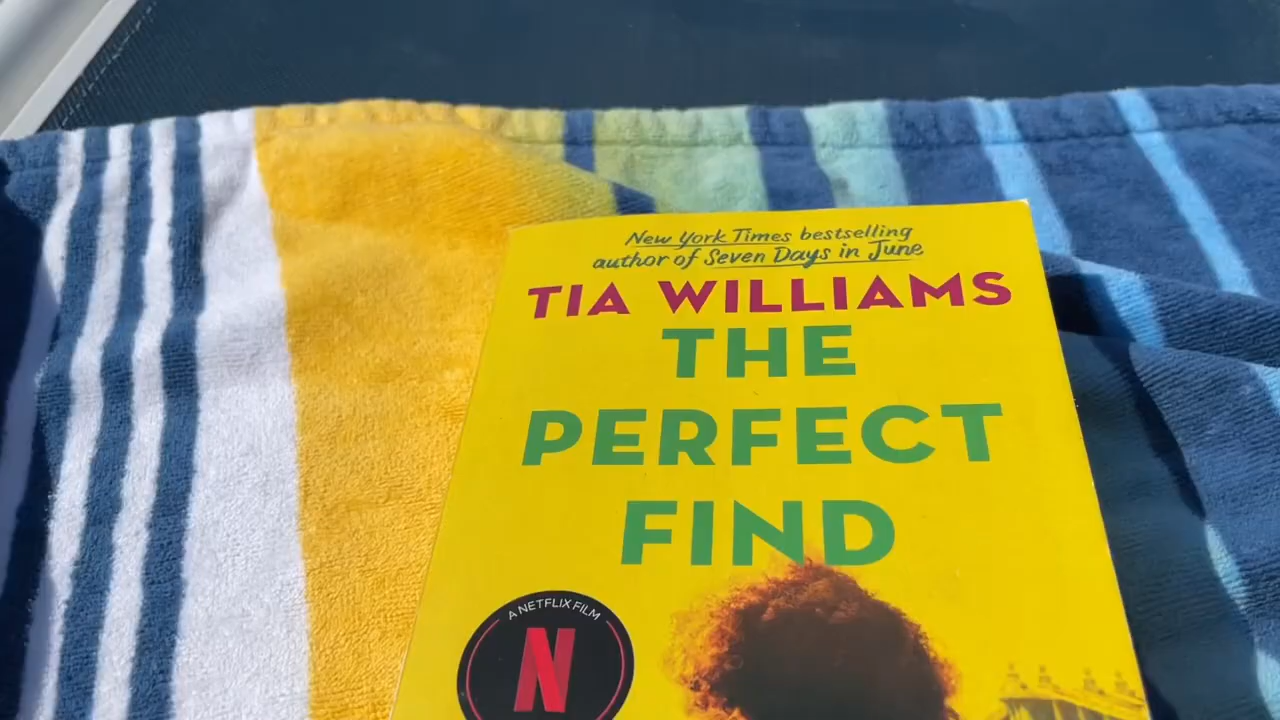 New York Times bestselling
author of Seven Days in June
TIA WILLIAMS
THE
PERFECT
FIND
A NETFLIX FILM
N